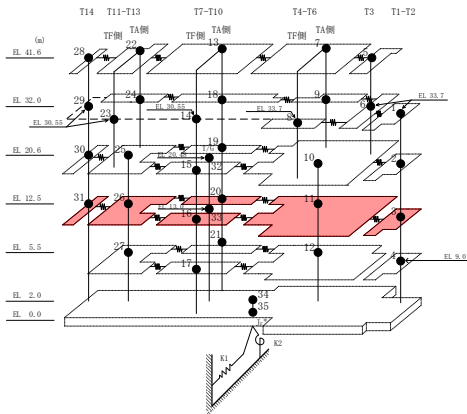 T14 T11-T13 T7-T10 T4-T6 T3 T1-T2
(m) TF側 TA側 TF側 TA側 TF側 TA側
EL 41.6 28 22 13 7
EL 32.0 29 24 18 9 6 EL 33.7
EL 30.55 23 EL 30.55 14 EL 33.7 8 1
EL 20.6 30 25 19
EL 20.48 15 32 10
EL 12.5 31 26 20 11
16 33
27 21 12
EL 5.5 17 EL 9.0
EL 2.0 34
EL 0.0 35
K1 K2